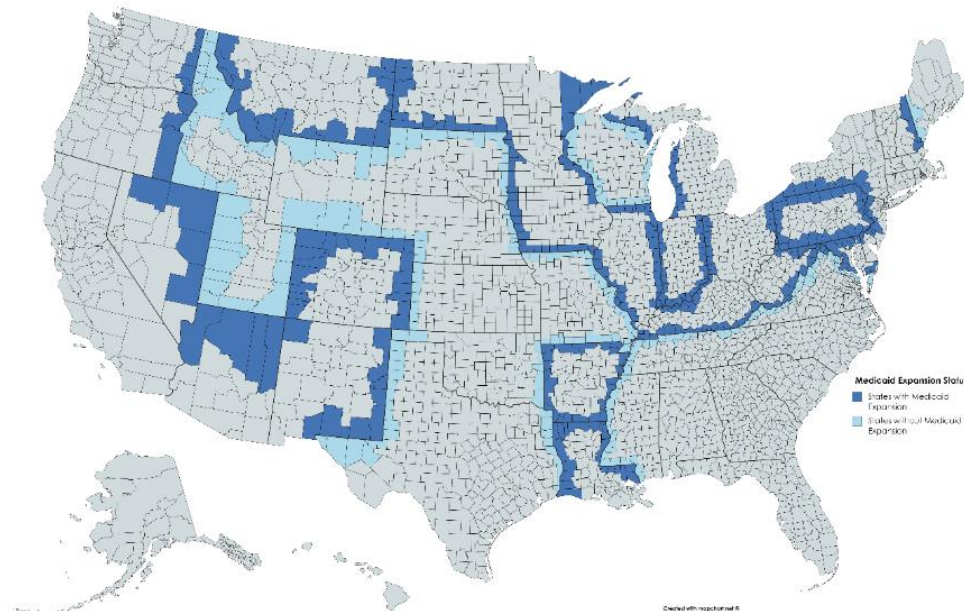 Medicaid Expansion Statu
States with Medicaid
Expansion
States without Medicaid
Expansion
Created with mapchart.net ®